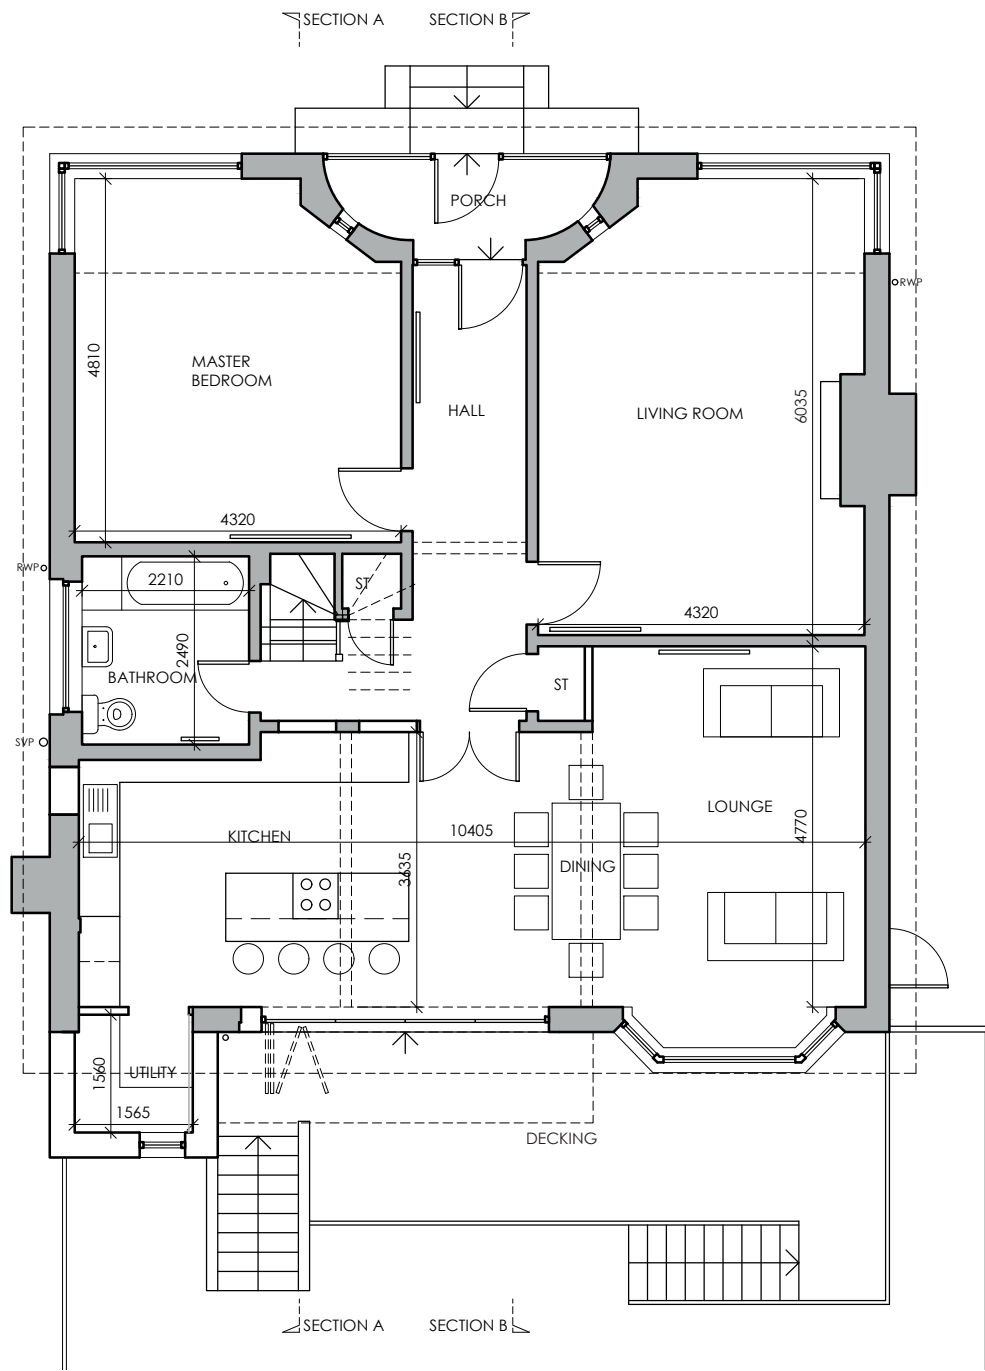 SECTION A
SECTION B
PORCH
RWP
MASTER
BEDROOM
4810
HALL
LIVING ROOM
6035
4320
RWP
2210
ST
4320
2490
BATHROOM
ST
SVP
LOUNGE
KITCHEN
10405
4770
3635
DINING
1560
UTILITY
1565
DECKING
SECTION A
SECTION B